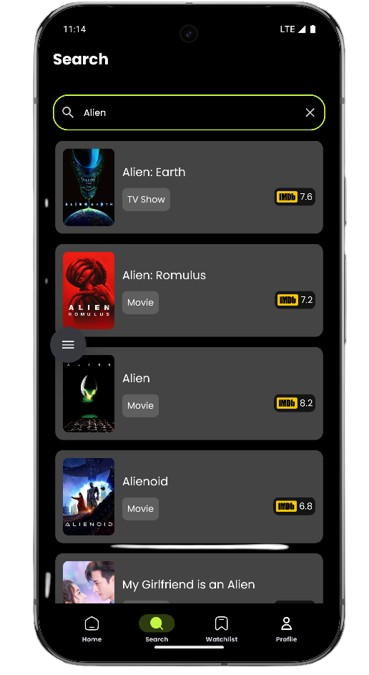 11:14
LTE
Search
Alien
Alien: Earth
TV Show
IMDb 7.6
ALIEN
ROMULUS
Alien: Romulus
Movie
IMDb 7.2
Alien
Movie
IMDb 8.2
ALIENOID
Alienoid
Movie
IMDb 6.8
My Girlfriend is an Alien
Home
Search
Watchlist
Profile